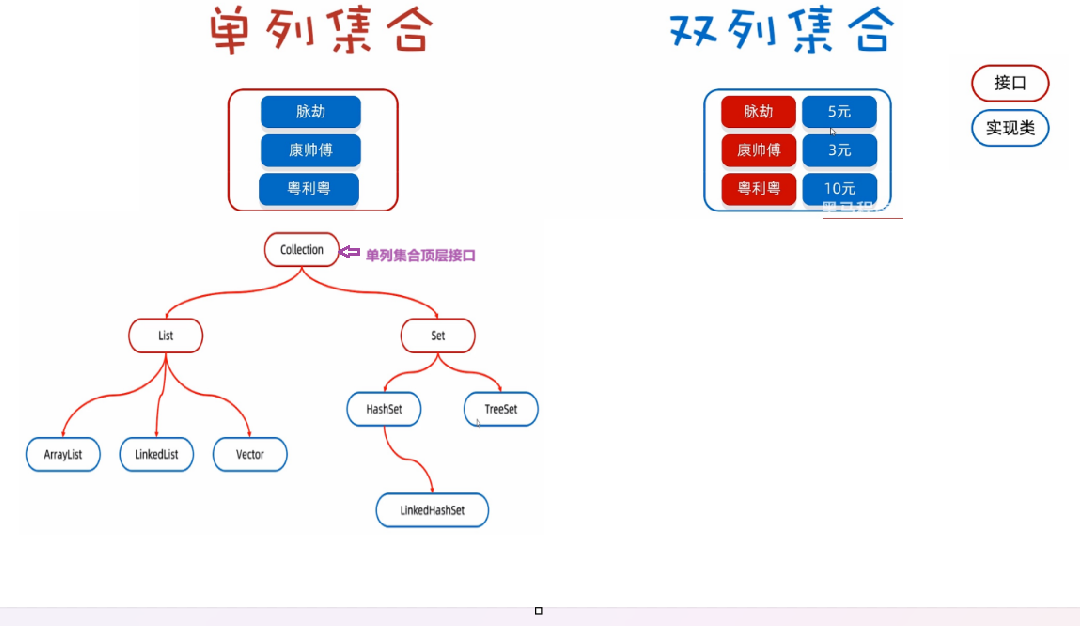 单列集合
双列集合
脉劫
康帅傅
粤利粤
脉劫 5元
康帅傅 3元
粤利粤 10元
接口
实现类
Collection
单列集合顶层接口
List
Set
HashSet
TreeSet
ArrayList
LinkedList
Vector
LinkedHashSet